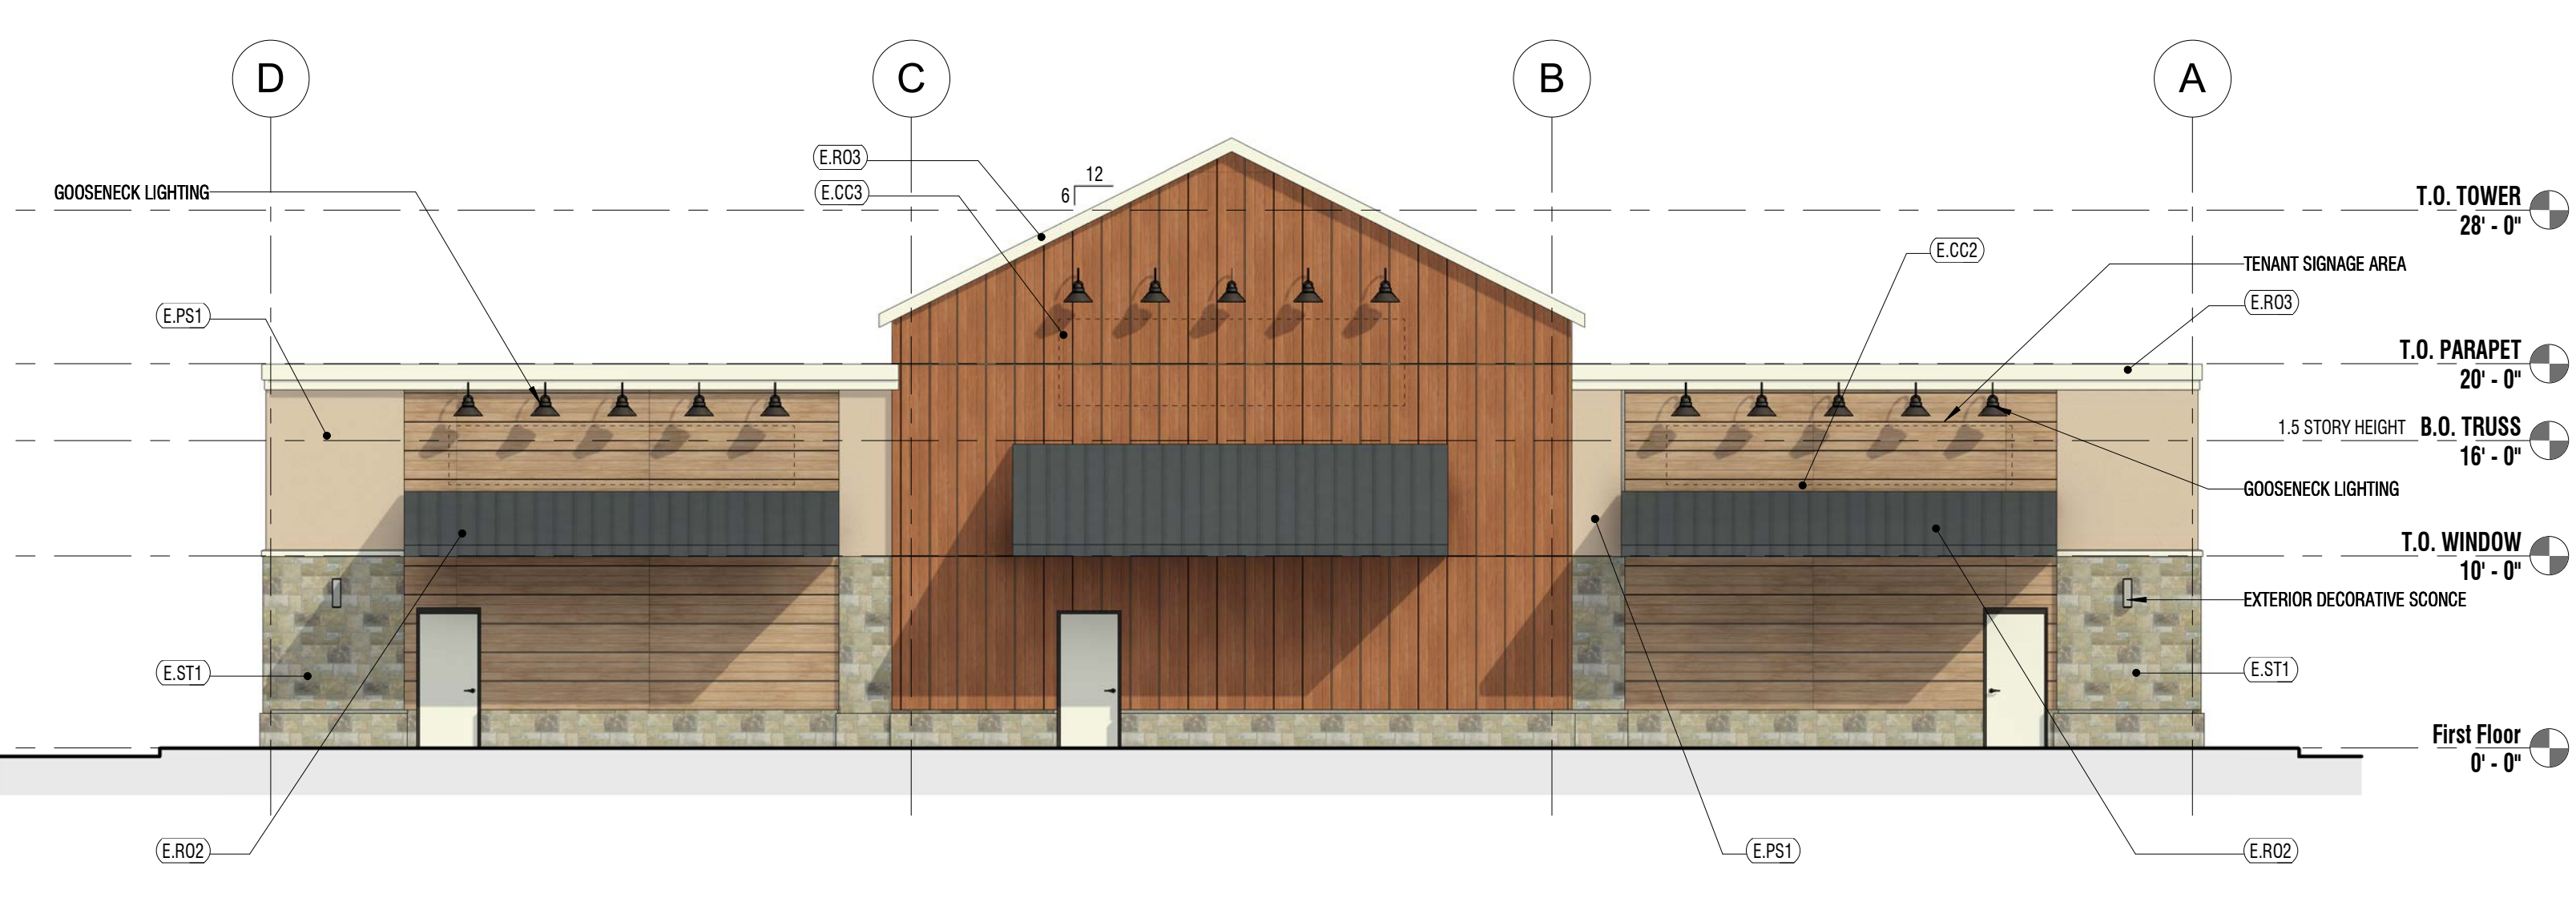 D
C
B
A
E.RO3
12
6
E.CC3
GOOSENECK LIGHTING
T.O. TOWER
28' - 0"
E.CC2
TENANT SIGNAGE AREA
E.RO3
E.PS1
T.O. PARAPET
20' - 0"
1.5 STORY HEIGHT B.O. TRUSS
16' - 0"
GOOSENECK LIGHTING
T.O. WINDOW
10' - 0"
EXTERIOR DECORATIVE SCONCE
E.ST1
E.ST1
First Floor
0' - 0"
E.RO2
E.PS1
E.RO2